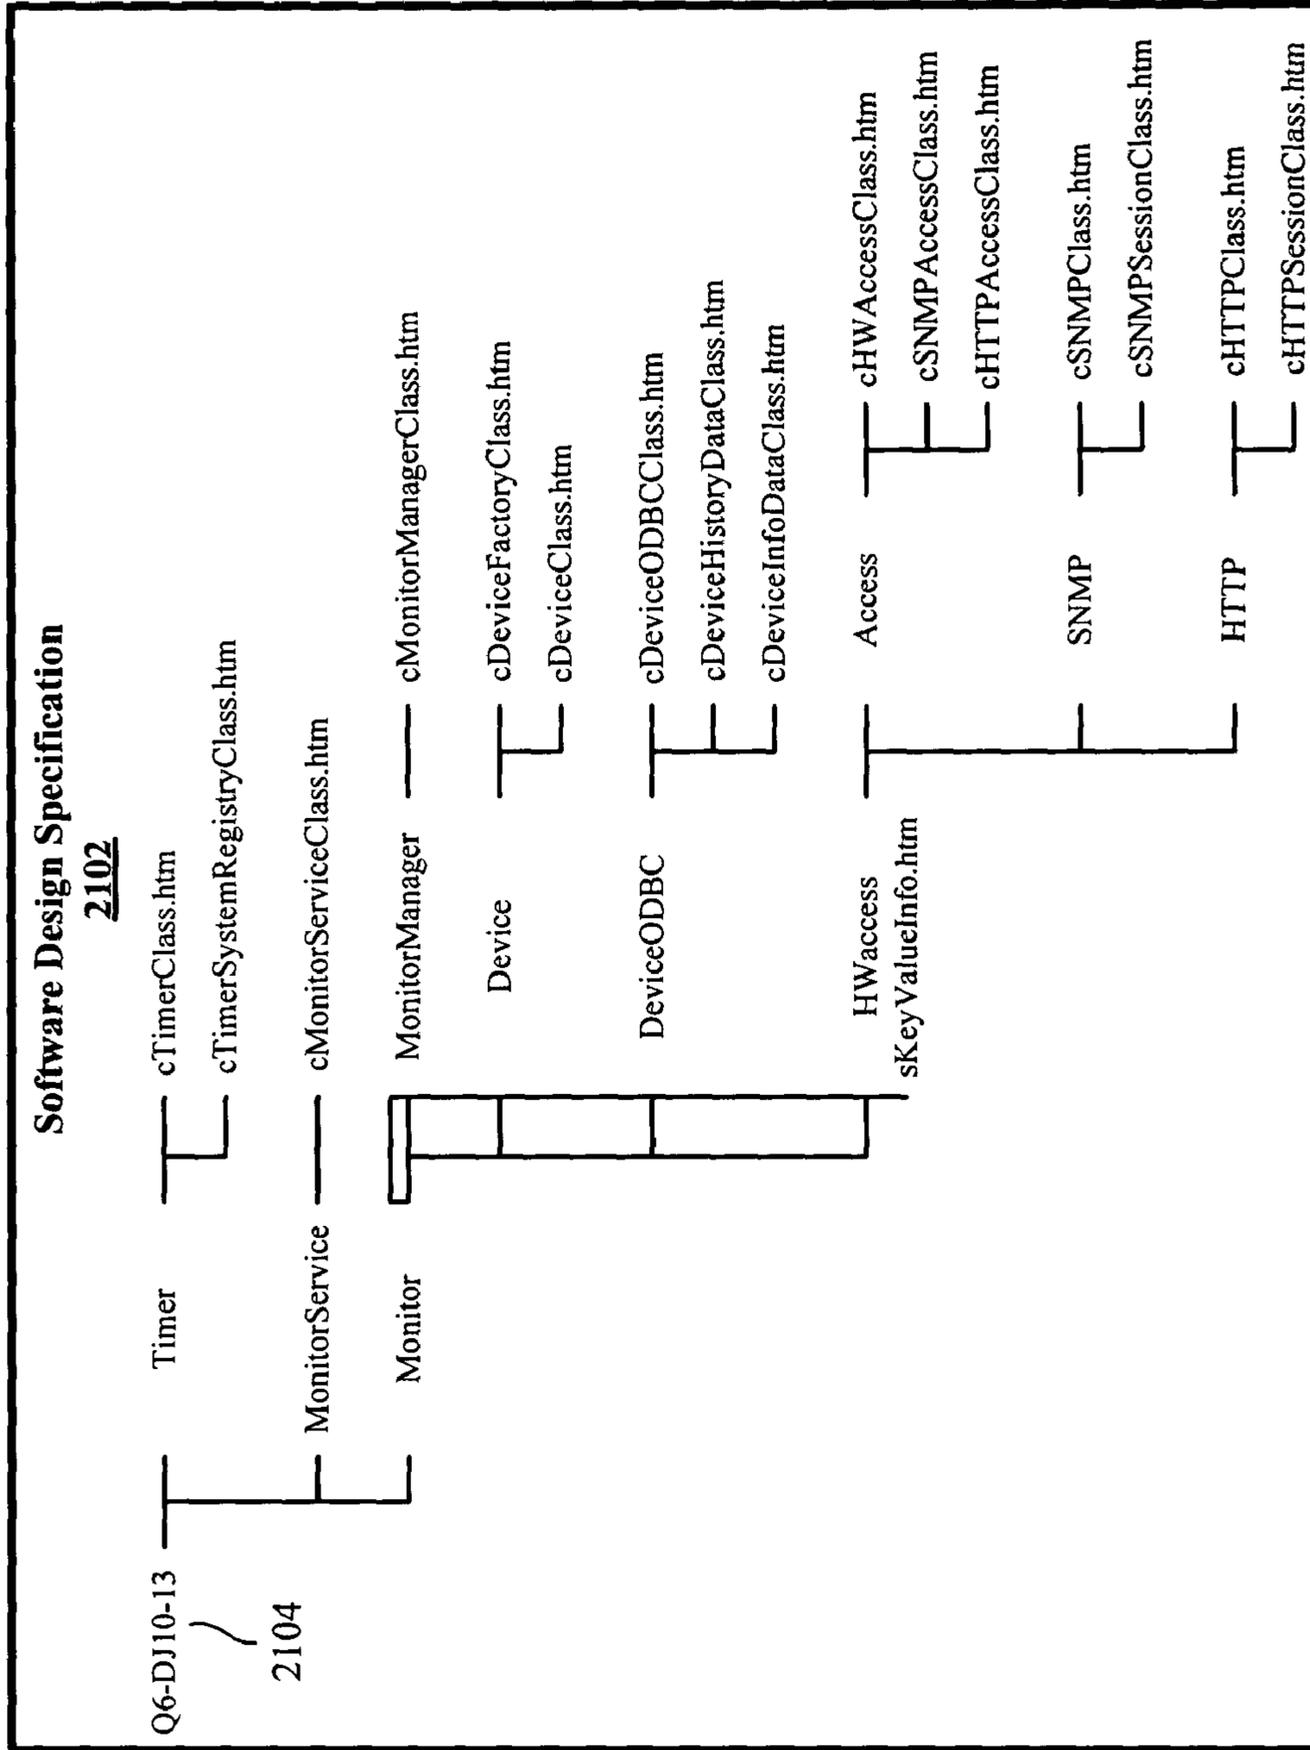 Software Design Specification
2102
Q6-DJ10-13
2104
Timer
cTimerClass.htm
cTimerSystemRegistryClass.htm
MonitorService
cMonitorServiceClass.htm
Monitor
MonitorManager
cMonitorManagerClass.htm
Device
cDeviceFactoryClass.htm
cDeviceClass.htm
DeviceODBC
cDeviceODBCClass.htm
cDeviceHistoryDataClass.htm
cDeviceInfoDataClass.htm
HWaccess
sKeyValueInfo.htm
Access
cHWAccessClass.htm
cSNMPAccessClass.htm
cHTTPAccessClass.htm
SNMP
cSNMPClass.htm
cSNMPSessionClass.htm
HTTP
cHTTPClass.htm
cHTTPSessionClass.htm